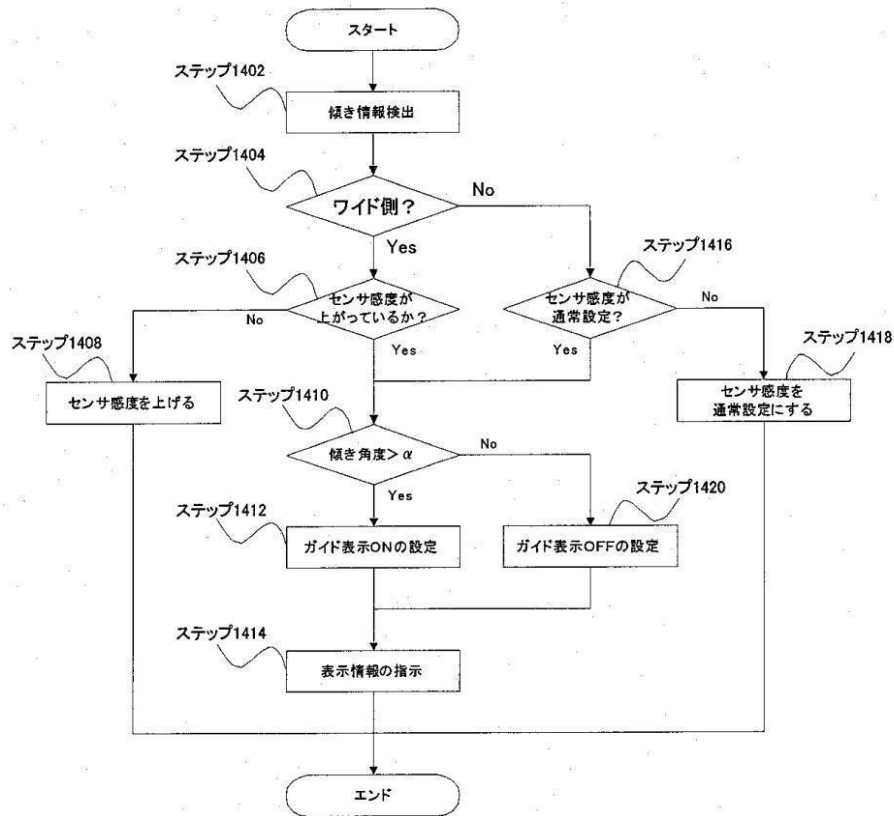 スタート
ステップ1402
傾き情報検出
ステップ1404
ワイド側？
No
Yes
ステップ1406
センサ感度が
上がっているか？
No
Yes
ステップ1416
センサ感度が
通常設定？
No
Yes
ステップ1408
センサ感度を上げる
ステップ1418
センサ感度を
通常設定にする
ステップ1410
傾き角度＞α
No
Yes
ステップ1412
ガイド表示ONの設定
ステップ1420
ガイド表示OFFの設定
ステップ1414
表示情報の指示
エンド